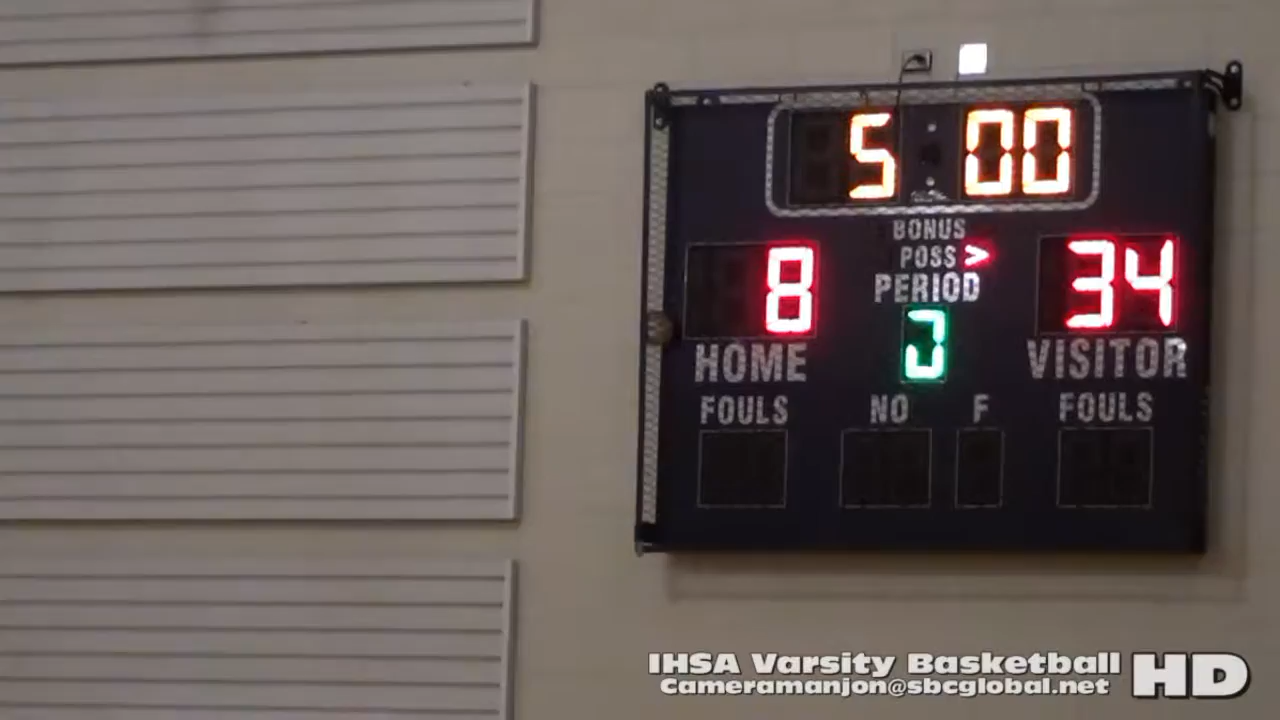 5:00
BONUS
POSS >
PERIOD
8 34
HOME VISITOR
FOULS NO F FOULS
IHSA Varsity Basketball HD
Cameramanjon@sbcglobal.net